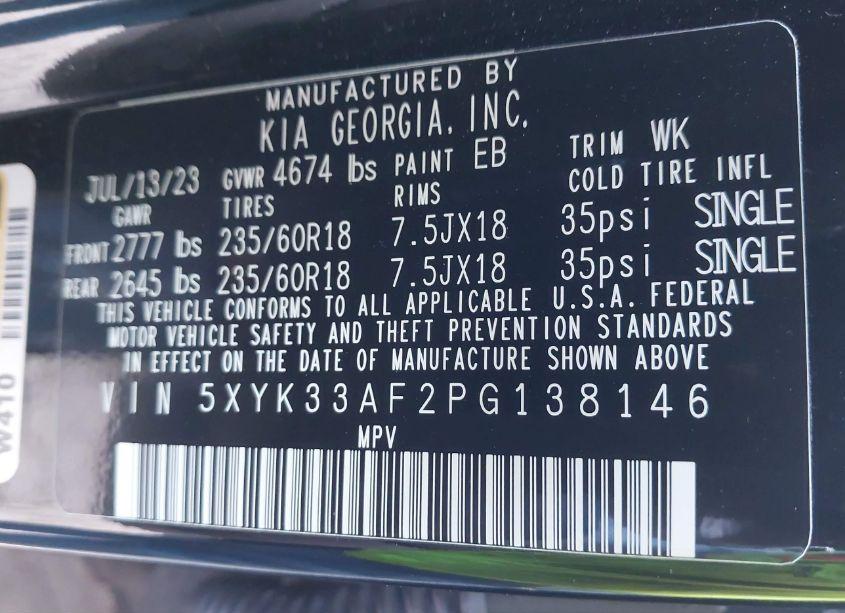 MANUFACTURED BY
KIA GEORGIA, INC.
JUL/13/23 GVWR 4674 lbs PAINT EB TRIM WK
GAWR TIRES RIMS COLD TIRE INFL
FRONT 2777 lbs 235/60R18 7.5JX18 35psi SINGLE
REAR 2645 lbs 235/60R18 7.5JX18 35psi SINGLE
THIS VEHICLE CONFORMS TO ALL APPLICABLE U.S.A. FEDERAL
MOTOR VEHICLE SAFETY AND THEFT PREVENTION STANDARDS
IN EFFECT ON THE DATE OF MANUFACTURE SHOWN ABOVE
VIN 5XYK33AF2PG138146
MPV
W410